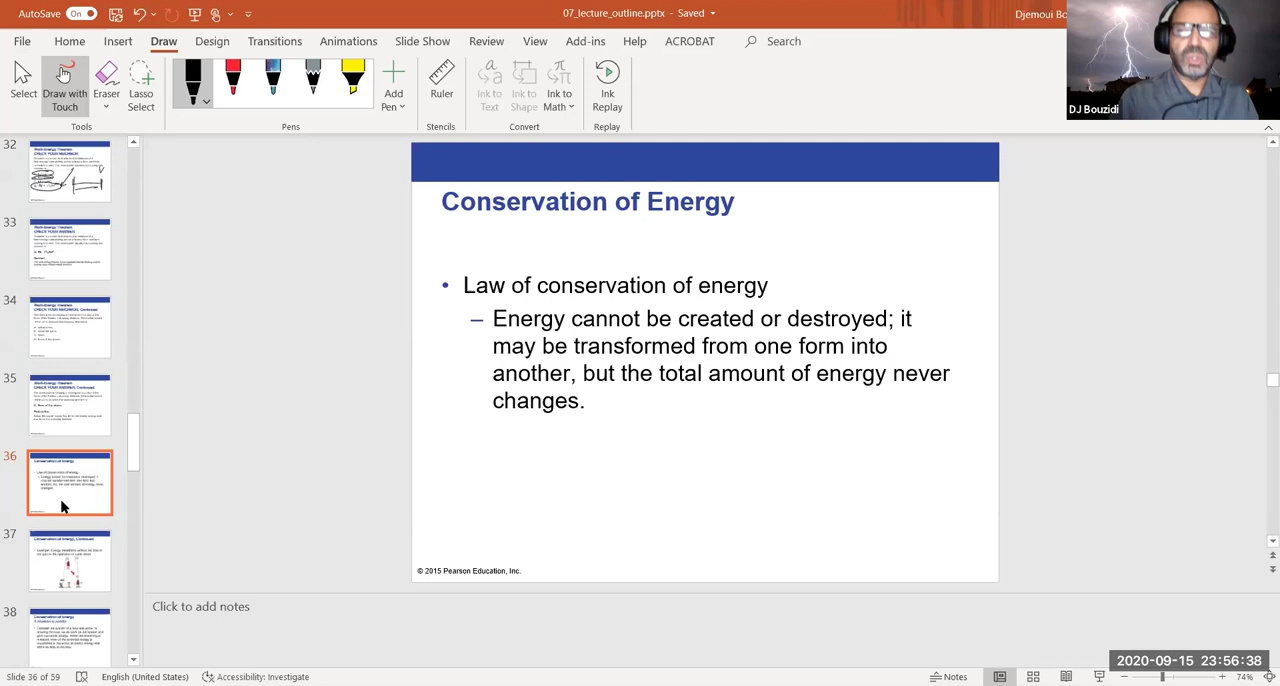 AutoSave On
07_lecture_outline.pptx - Saved
Djemoui Bo
File Home Insert Draw Design Transitions Animations Slide Show Review View Add-ins Help ACROBAT Search
Select
Draw with Touch
Eraser
Lasso Select
Add Pen
Ruler
Ink to Text
Ink to Shape
Ink to Math
Ink Replay
Tools
Pens
Stencils
Convert
Replay
DJ Bouzidi
32
33
34
35
36
37
38
Conservation of Energy
• Law of conservation of energy
– Energy cannot be created or destroyed; it
may be transformed from one form into
another, but the total amount of energy never
changes.
© 2015 Pearson Education, Inc.
Click to add notes
2020-09-15 23:56:38
Slide 36 of 59
English (United States)
Accessibility: Investigate
Notes
74%